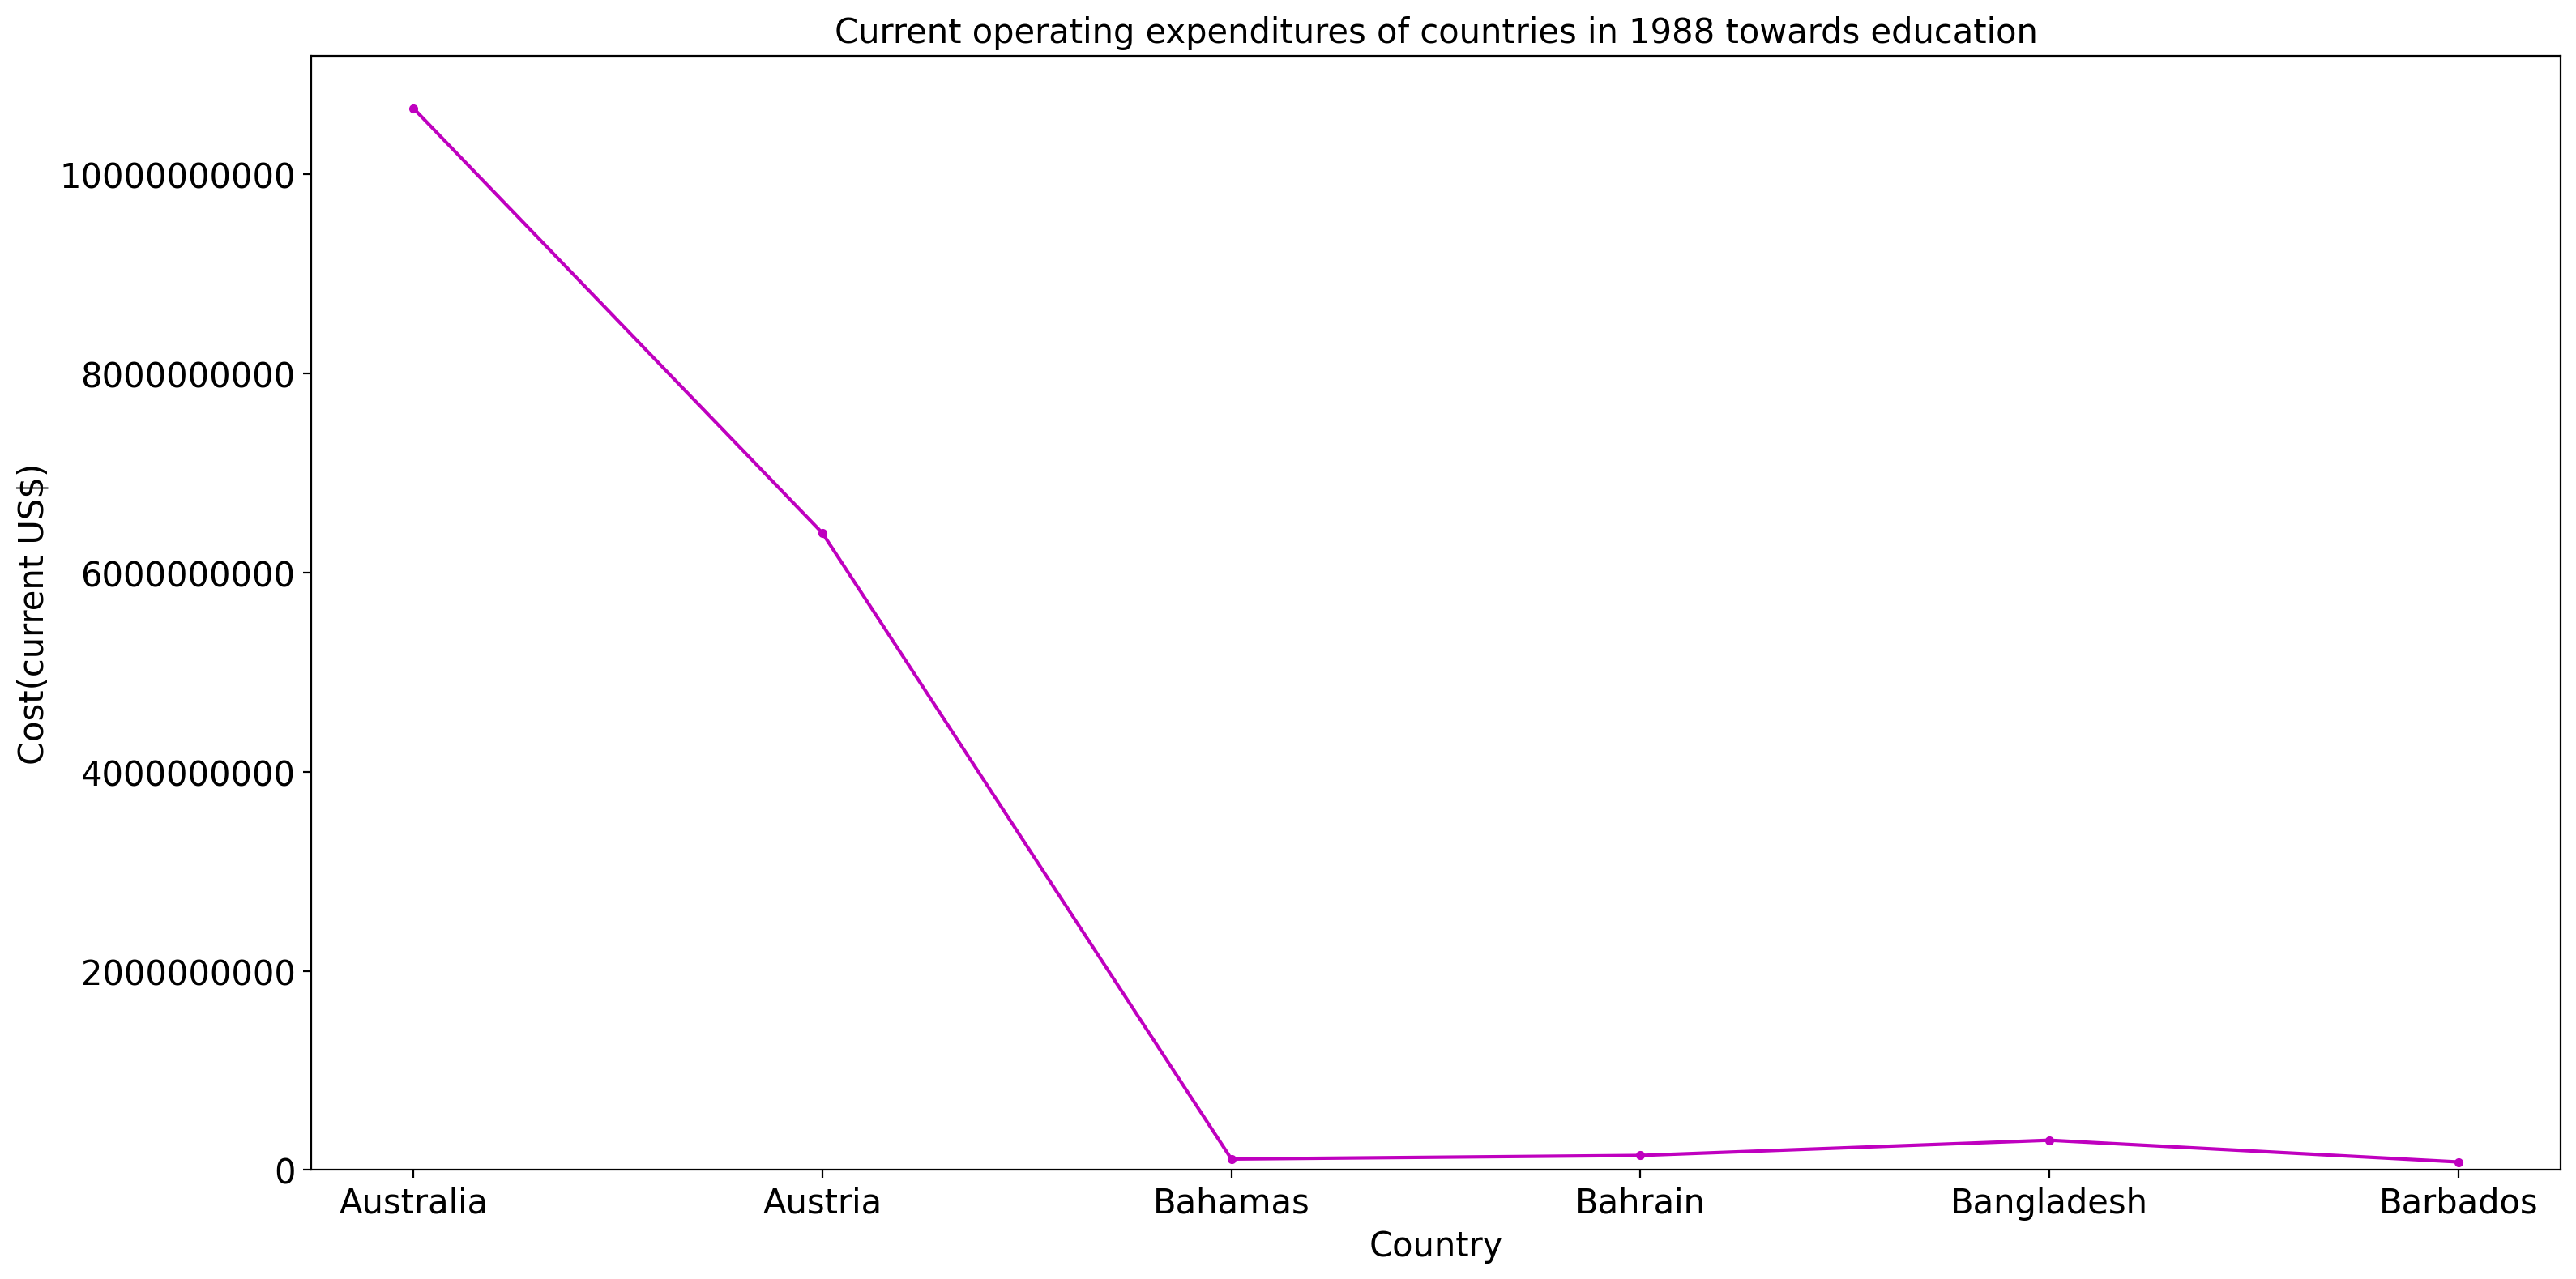 Current operating expenditures of countries in 1988 towards education
Cost(current US$)
10000000000
8000000000
6000000000
4000000000
2000000000
0
Australia Austria Bahamas Bahrain Bangladesh Barbados
Country